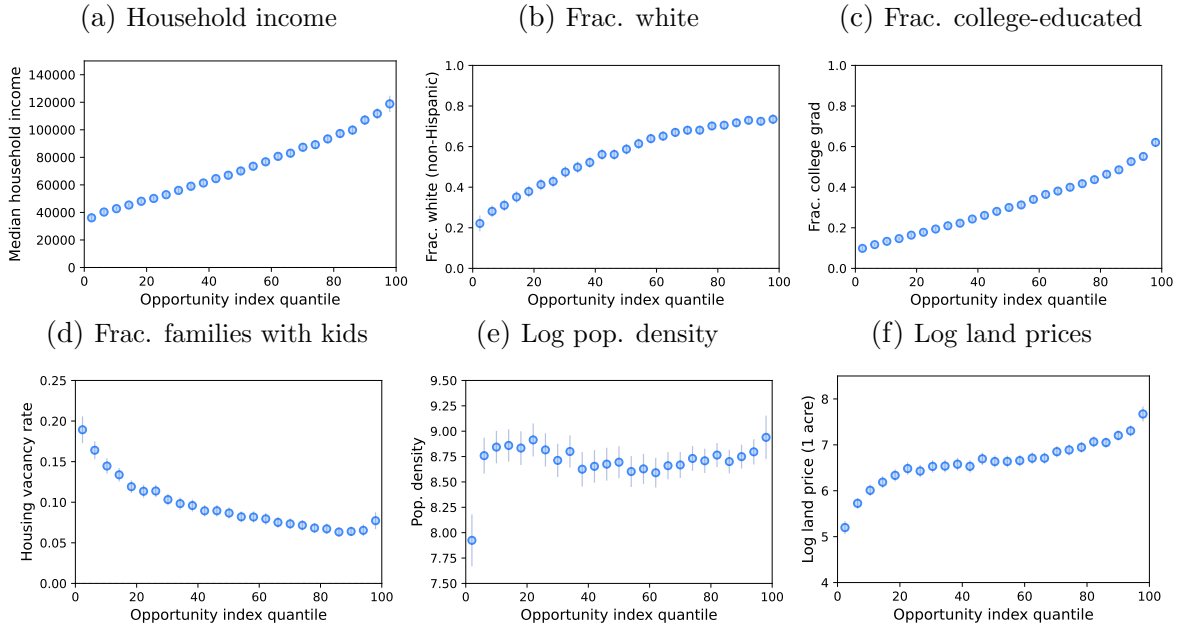 (a) Household income
(b) Frac. white
(c) Frac. college-educated
Median household income
140000
120000
100000
80000
60000
40000
20000
0
0 20 40 60 80 100
Opportunity index quantile
Frac. white (non-Hispanic)
1.0
0.8
0.6
0.4
0.2
0.0
0 20 40 60 80 100
Opportunity index quantile
Frac. college grad
1.0
0.8
0.6
0.4
0.2
0.0
0 20 40 60 80 100
Opportunity index quantile
(d) Frac. families with kids
(e) Log pop. density
(f) Log land prices
Housing vacancy rate
0.25
0.20
0.15
0.10
0.05
0.00
0 20 40 60 80 100
Opportunity index quantile
Pop. density
9.50
9.25
9.00
8.75
8.50
8.25
8.00
7.75
7.50
0 20 40 60 80 100
Opportunity index quantile
Log land price (1 acre)
8
7
6
5
4
0 20 40 60 80 100
Opportunity index quantile